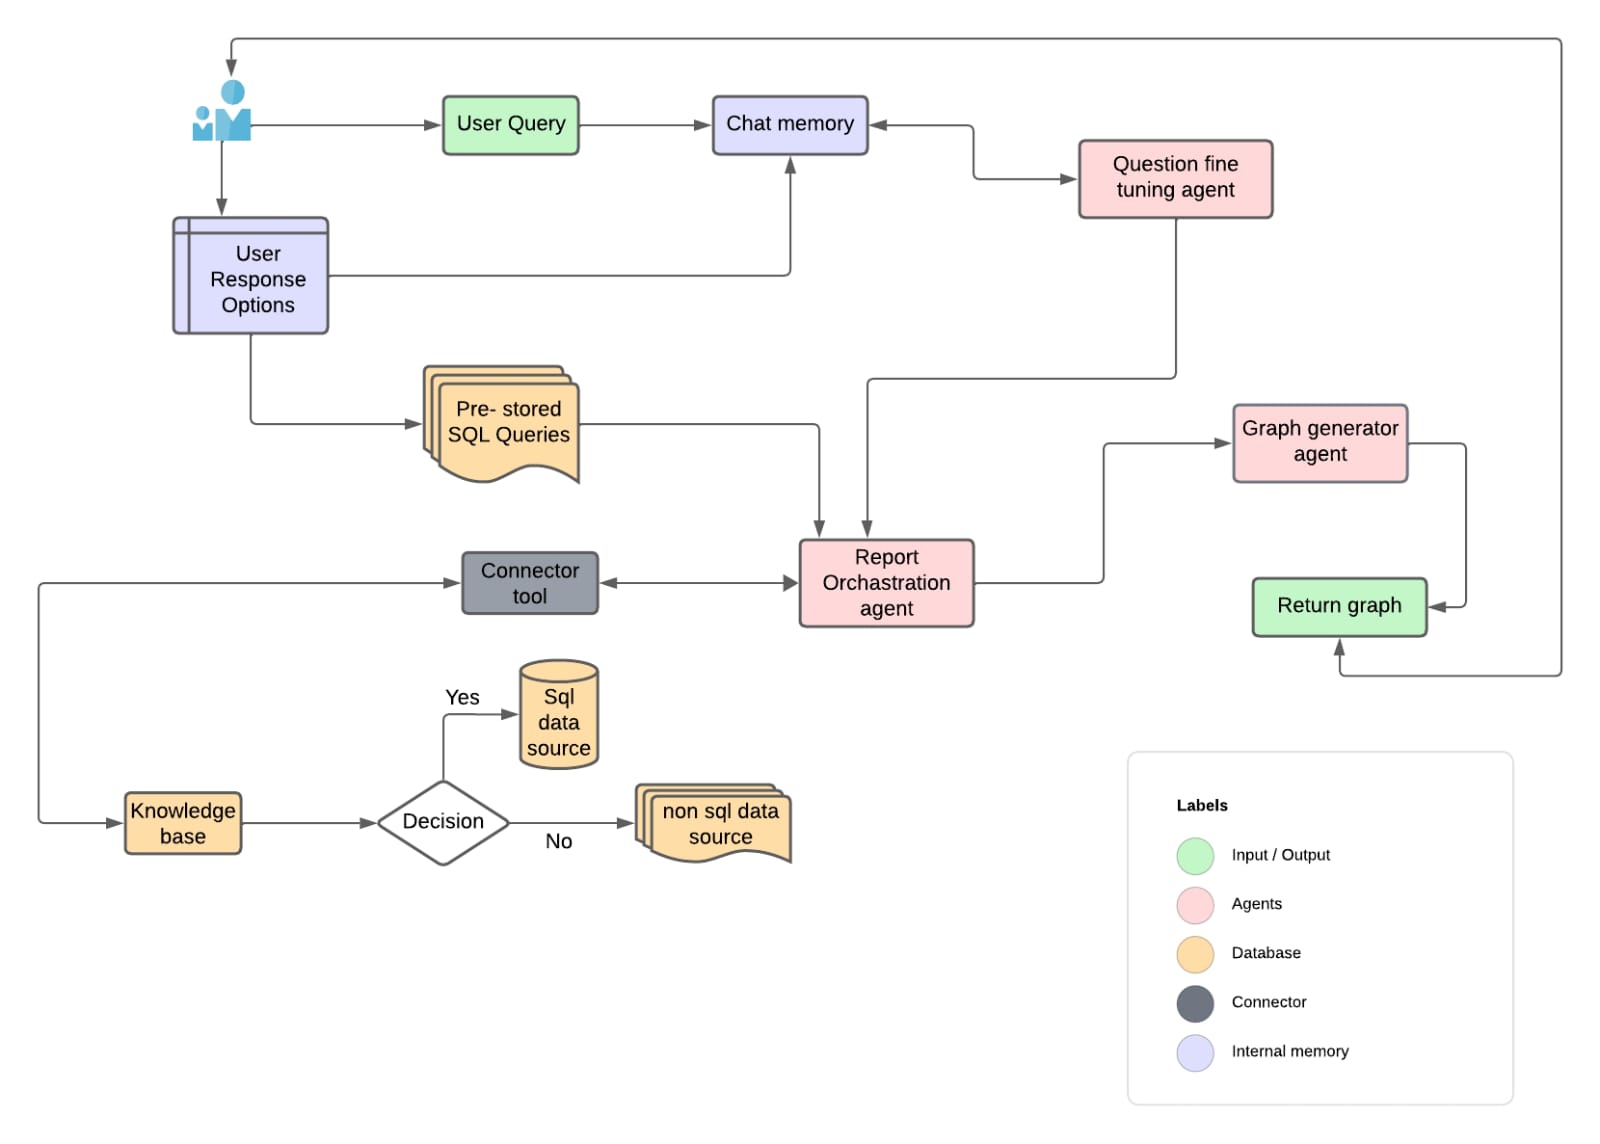 User Query
Chat memory
Question fine
tuning agent
User
Response
Options
Pre- stored
SQL Queries
Graph generator
agent
Connector
tool
Report
Orchastration
agent
Return graph
Yes
Sql
data
source
Knowledge
base
Decision
No
non sql data
source
Labels
Input / Output
Agents
Database
Connector
Internal memory